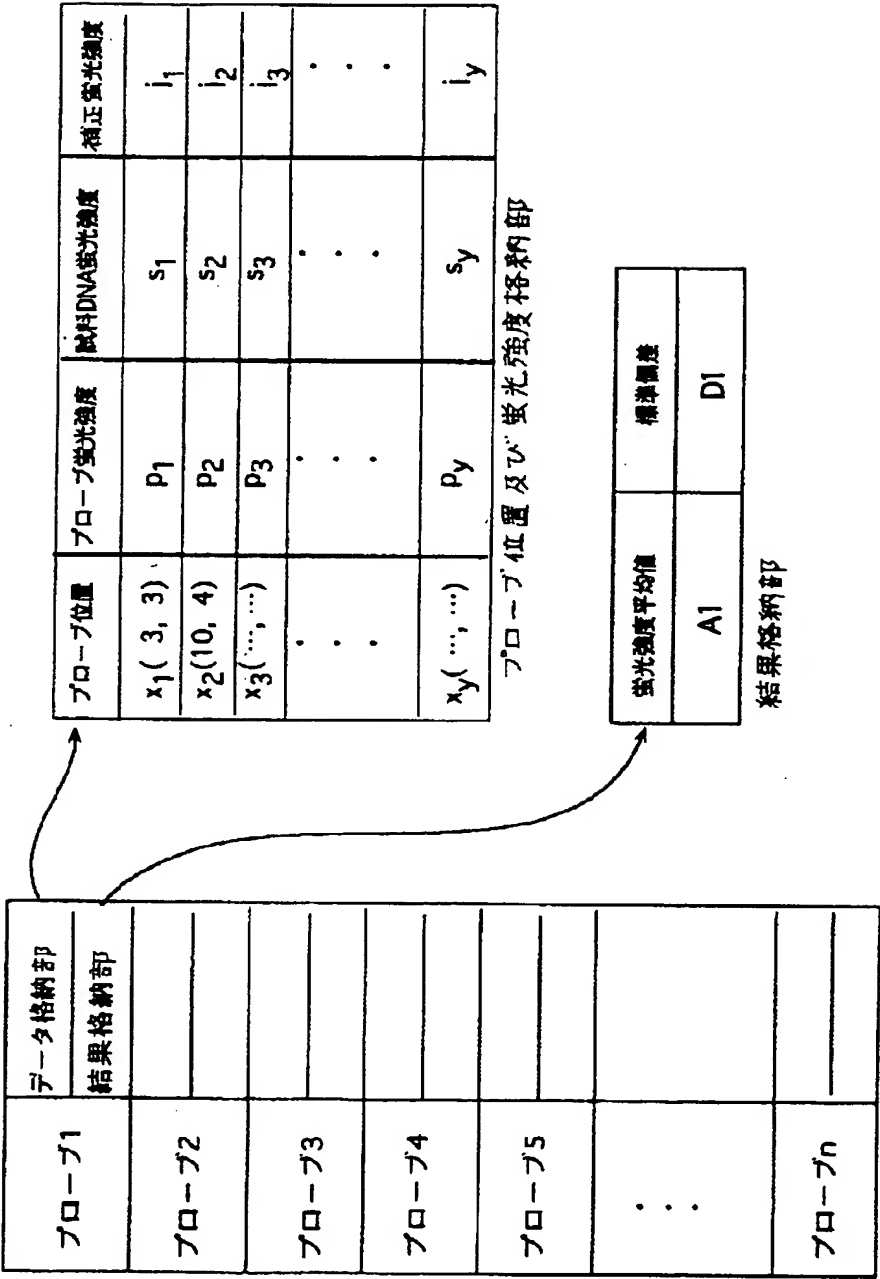 プローブ1 データ格納部
結果格納部
プローブ2
プローブ3
プローブ4
プローブ5
・・・
プローブn
プローブ位置 プローブ蛍光強度 試料DNA蛍光強度 補正蛍光強度
x1( 3, 3) p1 s1 i1
x2(10, 4) p2 s2 i2
x3(…, …) p3 s3 i3
・・・ ・・・ ・・・ ・・・
xy( …, …) py sy iy
プローブ位置及び蛍光強度格納部
蛍光強度平均値 標準偏差
A1 D1
結果格納部